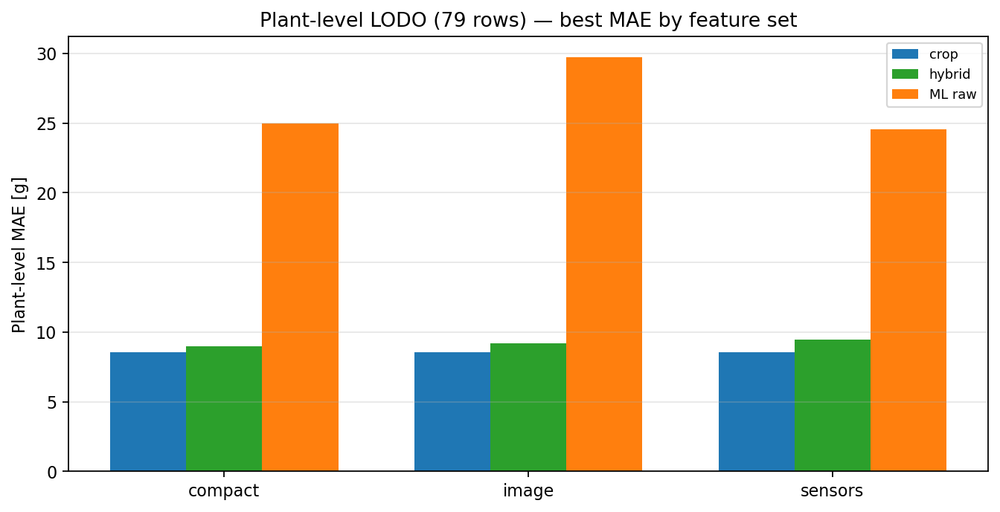 Plant-level LODO (79 rows) — best MAE by feature set
crop
hybrid
ML raw
Plant-level MAE [g]
30
25
20
15
10
5
0
compact
image
sensors